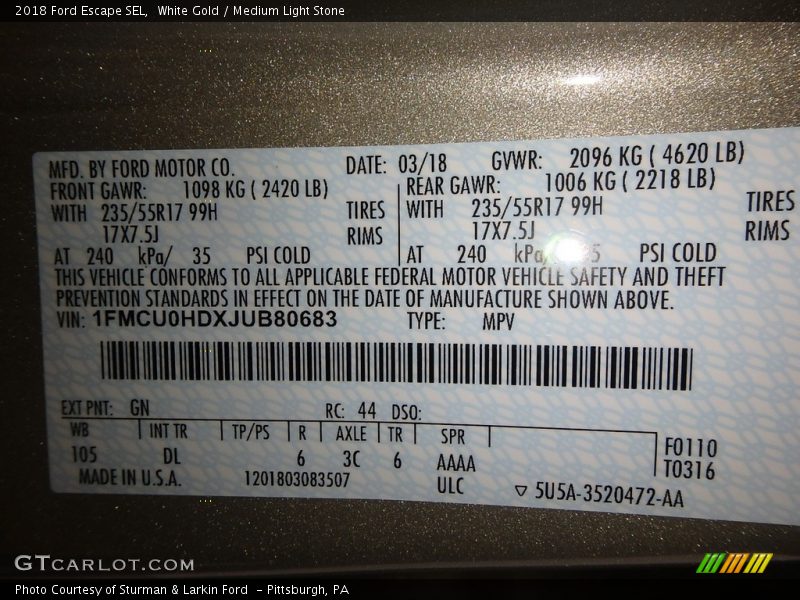 2018 Ford Escape SEL,  White Gold / Medium Light Stone
MFD. BY FORD MOTOR CO. DATE: 03/18 GVWR: 2096 KG ( 4620 LB)
FRONT GAWR: 1098 KG ( 2420 LB) REAR GAWR: 1006 KG ( 2218 LB)
WITH 235/55R17 99H TIRES WITH 235/55R17 99H TIRES
17X7.5J RIMS 17X7.5J RIMS
AT 240 kPa/ 35 PSI COLD AT 240 kPa/ PSI COLD
THIS VEHICLE CONFORMS TO ALL APPLICABLE FEDERAL MOTOR VEHICLE SAFETY AND THEFT
PREVENTION STANDARDS IN EFFECT ON THE DATE OF MANUFACTURE SHOWN ABOVE.
VIN: 1FMCU0HDXJUB80683 TYPE: MPV
EXT PNT: GN RC: 44 DSO:
WB INT TR TP/PS R AXLE TR SPR F0110
105 DL 6 3C 6 AAAA T0316
MADE IN U.S.A. 1201803083507 ULC ▽ 5U5A-3520472-AA
GTCARLOT.COM
Photo Courtesy of Sturman & Larkin Ford  - Pittsburgh, PA